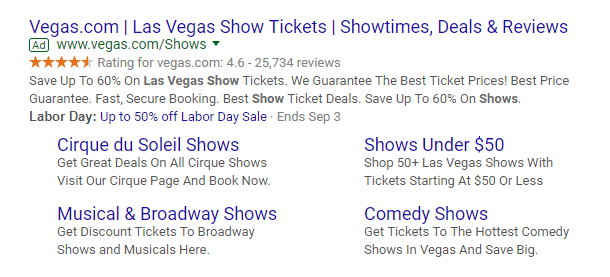 Vegas.com | Las Vegas Show Tickets | Showtimes, Deals & Reviews
Ad www.vegas.com/Shows
Rating for vegas.com: 4.6 - 25,734 reviews
Save Up To 60% On Las Vegas Show Tickets. We Guarantee The Best Ticket Prices! Best Price
Guarantee. Fast, Secure Booking. Best Show Ticket Deals. Save Up To 60% On Shows.
Labor Day: Up to 50% off Labor Day Sale · Ends Sep 3
Cirque du Soleil Shows
Get Great Deals On All Cirque Shows
Visit Our Cirque Page And Book Now.
Shows Under $50
Shop 50+ Las Vegas Shows With
Tickets Starting At $50 Or Less
Musical & Broadway Shows
Get Discount Tickets To Broadway
Shows and Musicals Here.
Comedy Shows
Get Tickets To The Hottest Comedy
Shows In Vegas And Save Big.